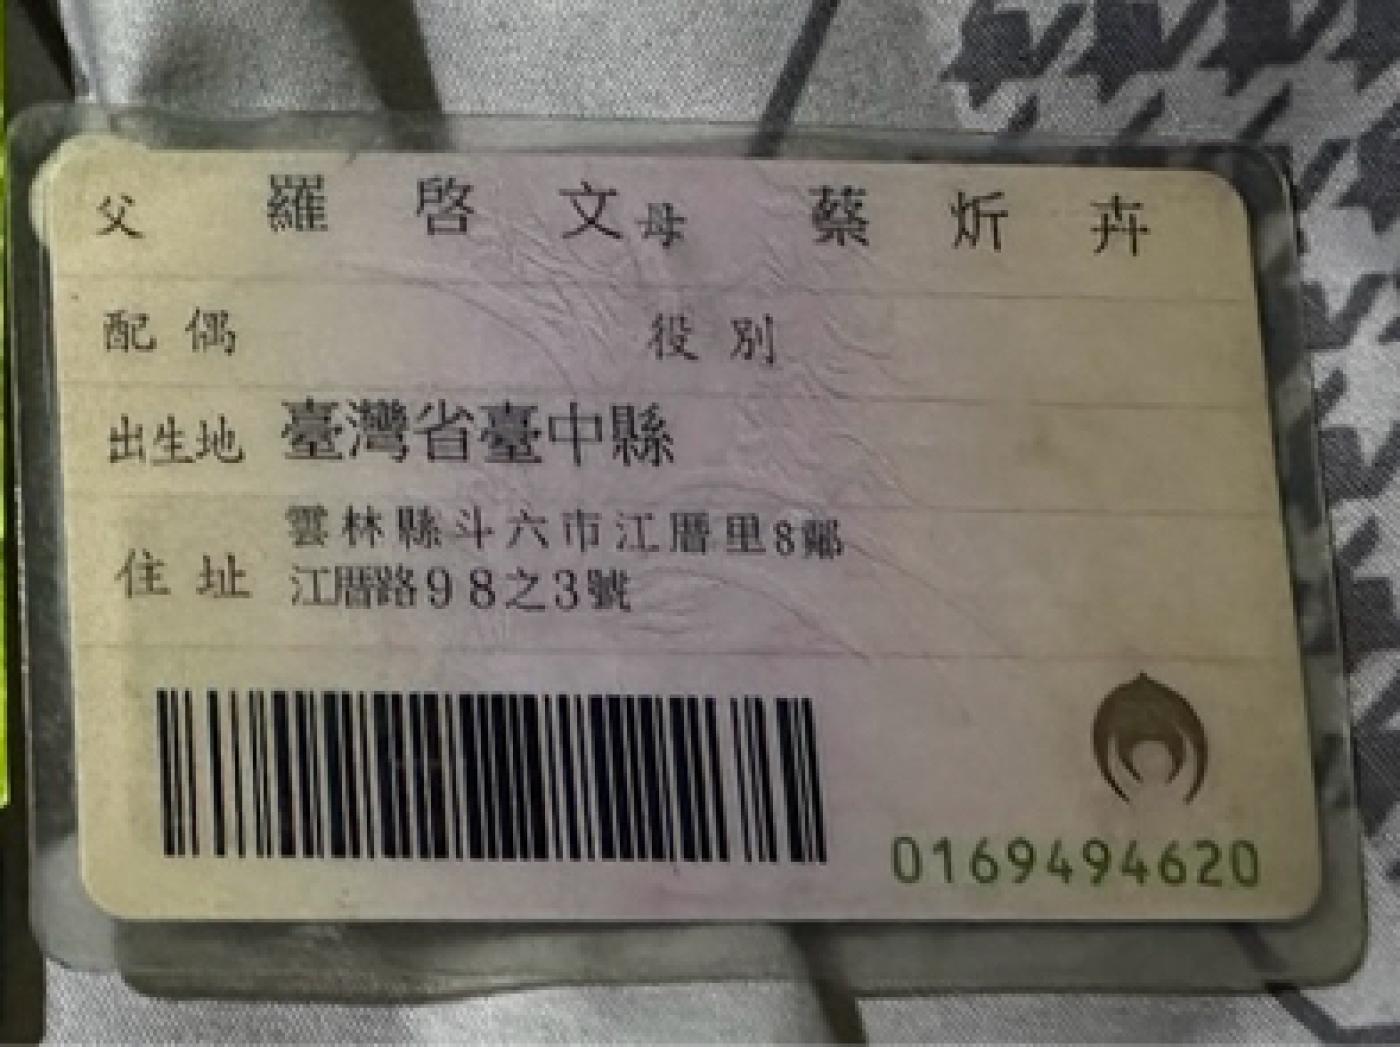 父 羅啓文 母 蔡炘卉
配偶 役別
出生地 臺灣省臺中縣
住址 雲林縣斗六市江厝里8鄰
江厝路98之3號
0169494620